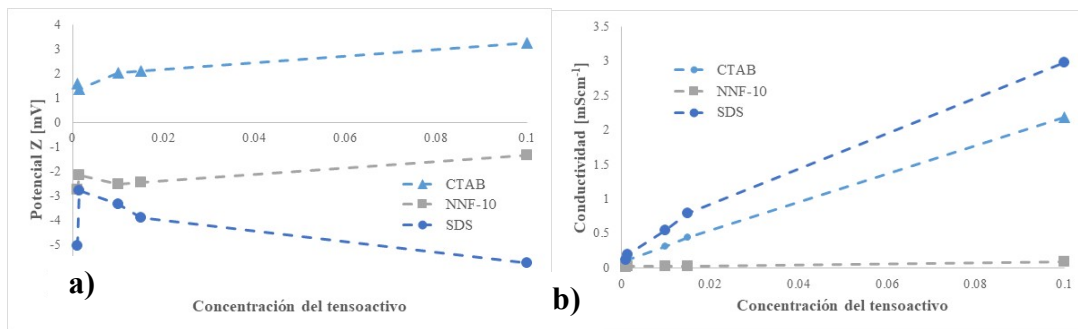 4
3
2
1
0
-1
-2
-3
-4
-5
0
0.02
0.04
0.06
0.08
0.1
Potencial Z [mV]
CTAB
NNF-10
SDS
a)
Concentración del tensoactivo
3.5
3
2.5
2
1.5
1
0.5
0
0
0.02
0.04
0.06
0.08
0.1
Conductividad [mScm-1]
CTAB
NNF-10
SDS
b)
Concentración del tensoactivo